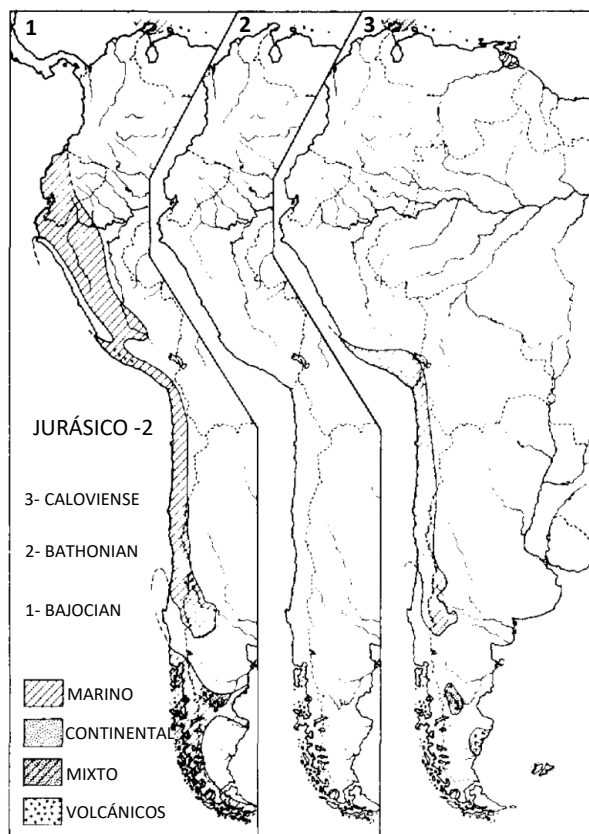 1
2
3
JURÁSICO -2
3- CALOVIENSE
2- BATHONIAN
1- BAJOCIAN
MARINO
CONTINENTAL
MIXTO
VOLCÁNICOS